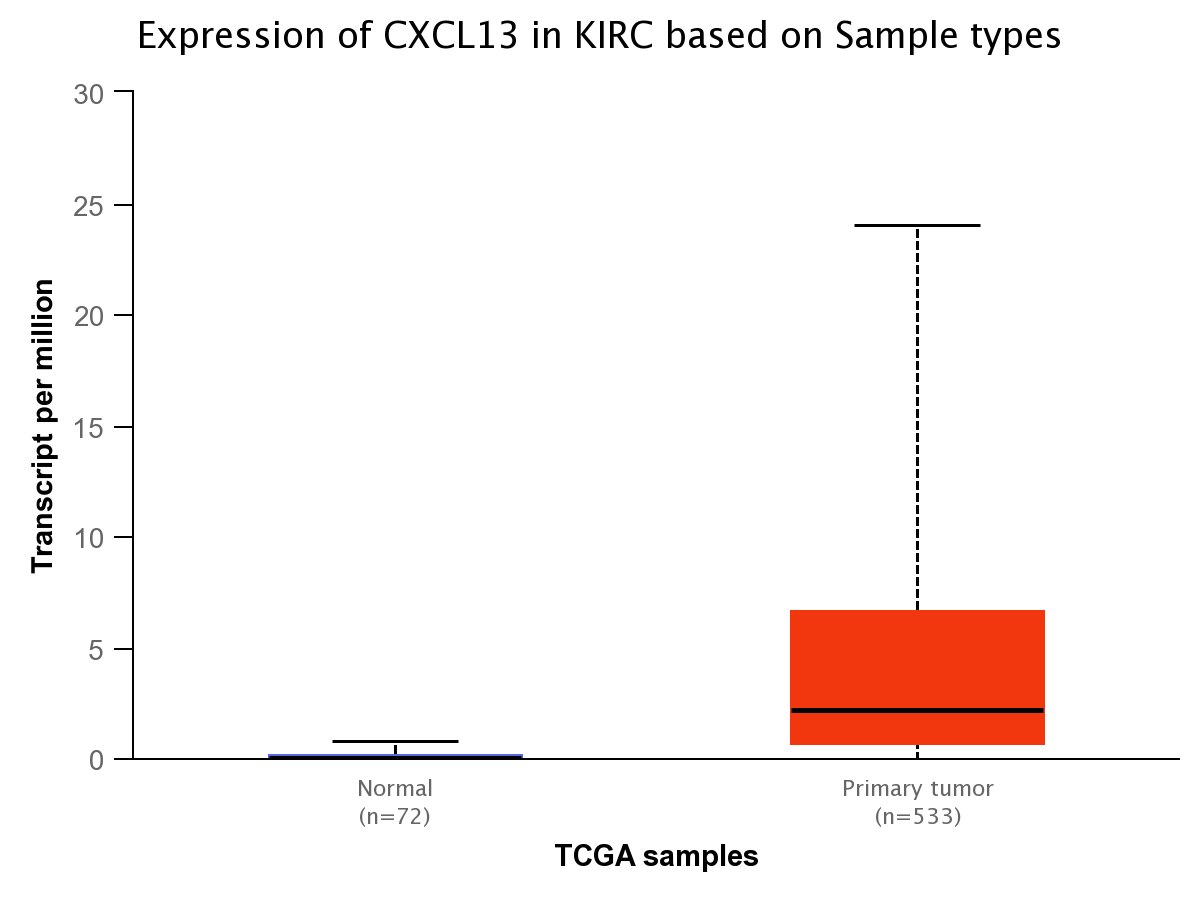 Expression of CXCL13 in KIRC based on Sample types
30
25
20
15
10
5
0
Transcript per million
Normal
(n=72)
Primary tumor
(n=533)
TCGA samples